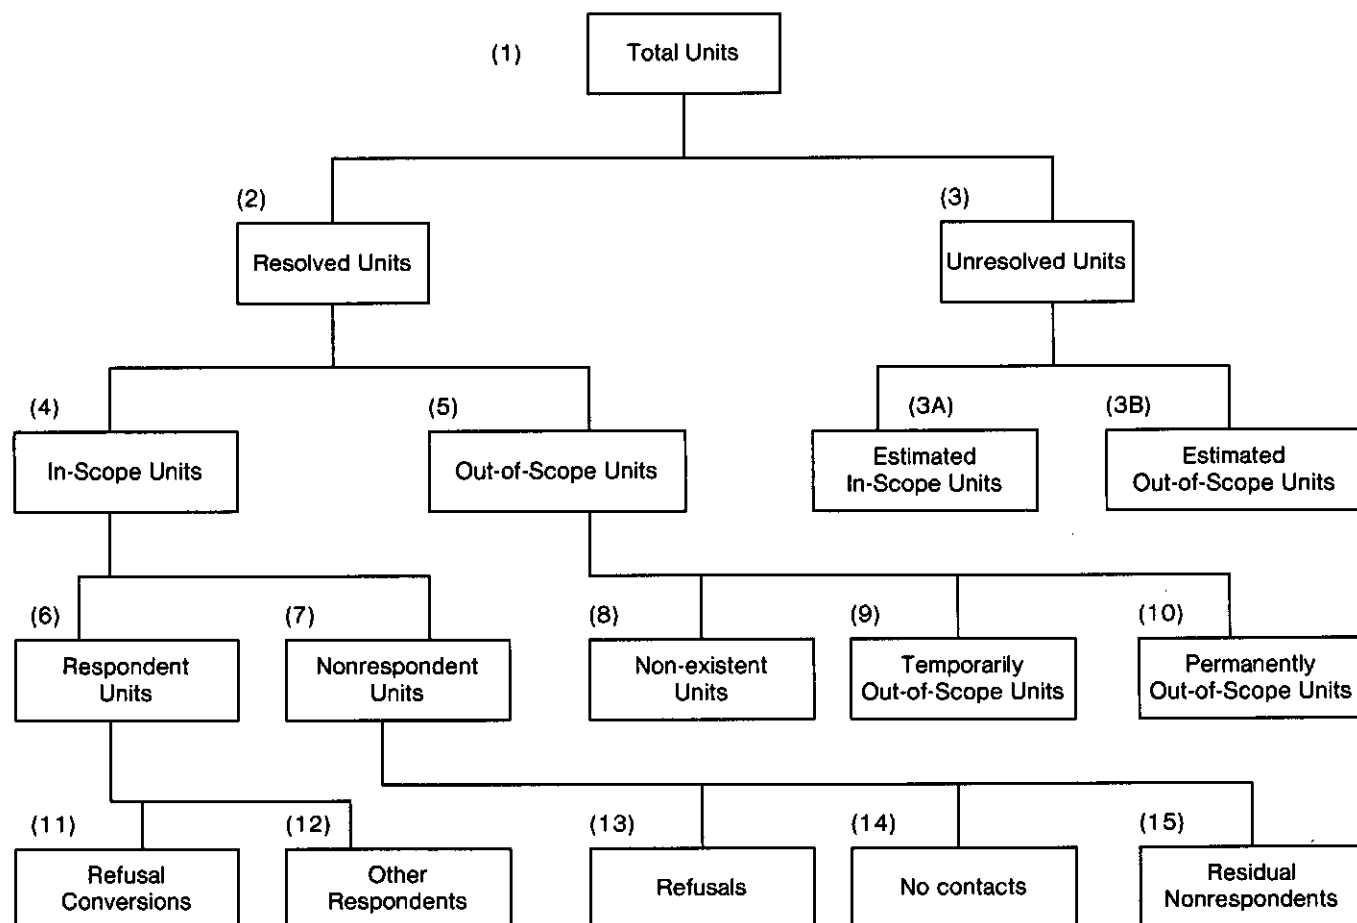 (1)
Total Units
(2)
(3)
Resolved Units
Unresolved Units
(4)
(5)
(3A)
(3B)
In-Scope Units
Out-of-Scope Units
Estimated
In-Scope Units
Estimated
Out-of-Scope Units
(6)
(7)
(8)
(9)
(10)
Respondent
Units
Nonrespondent
Units
Non-existent
Units
Temporarily
Out-of-Scope Units
Permanently
Out-of-Scope Units
(11)
(12)
(13)
(14)
(15)
Refusal
Conversions
Other
Respondents
Refusals
No contacts
Residual
Nonrespondents